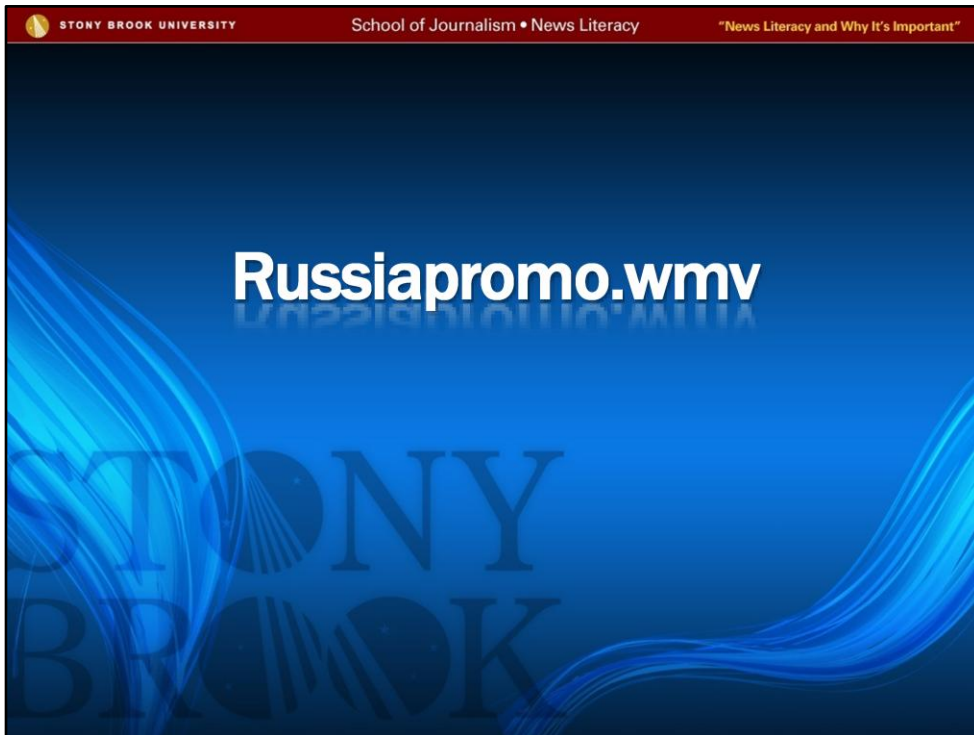 STONY BROOK UNIVERSITY
School of Journalism • News Literacy
"News Literacy and Why It's Important"
Russiapromo.wmv
STONY
BROOK